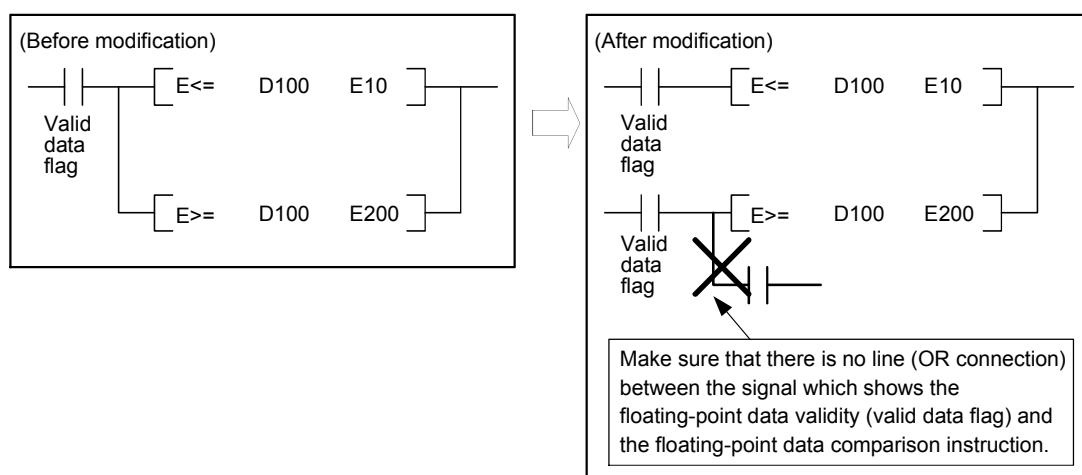 (Before modification)
E<= D100 E10
Valid
data
flag
E>= D100 E200
(After modification)
E<= D100 E10
Valid
data
flag
E>= D100 E200
Valid
data
flag
Make sure that there is no line (OR connection)
between the signal which shows the
floating-point data validity (valid data flag) and
the floating-point data comparison instruction.